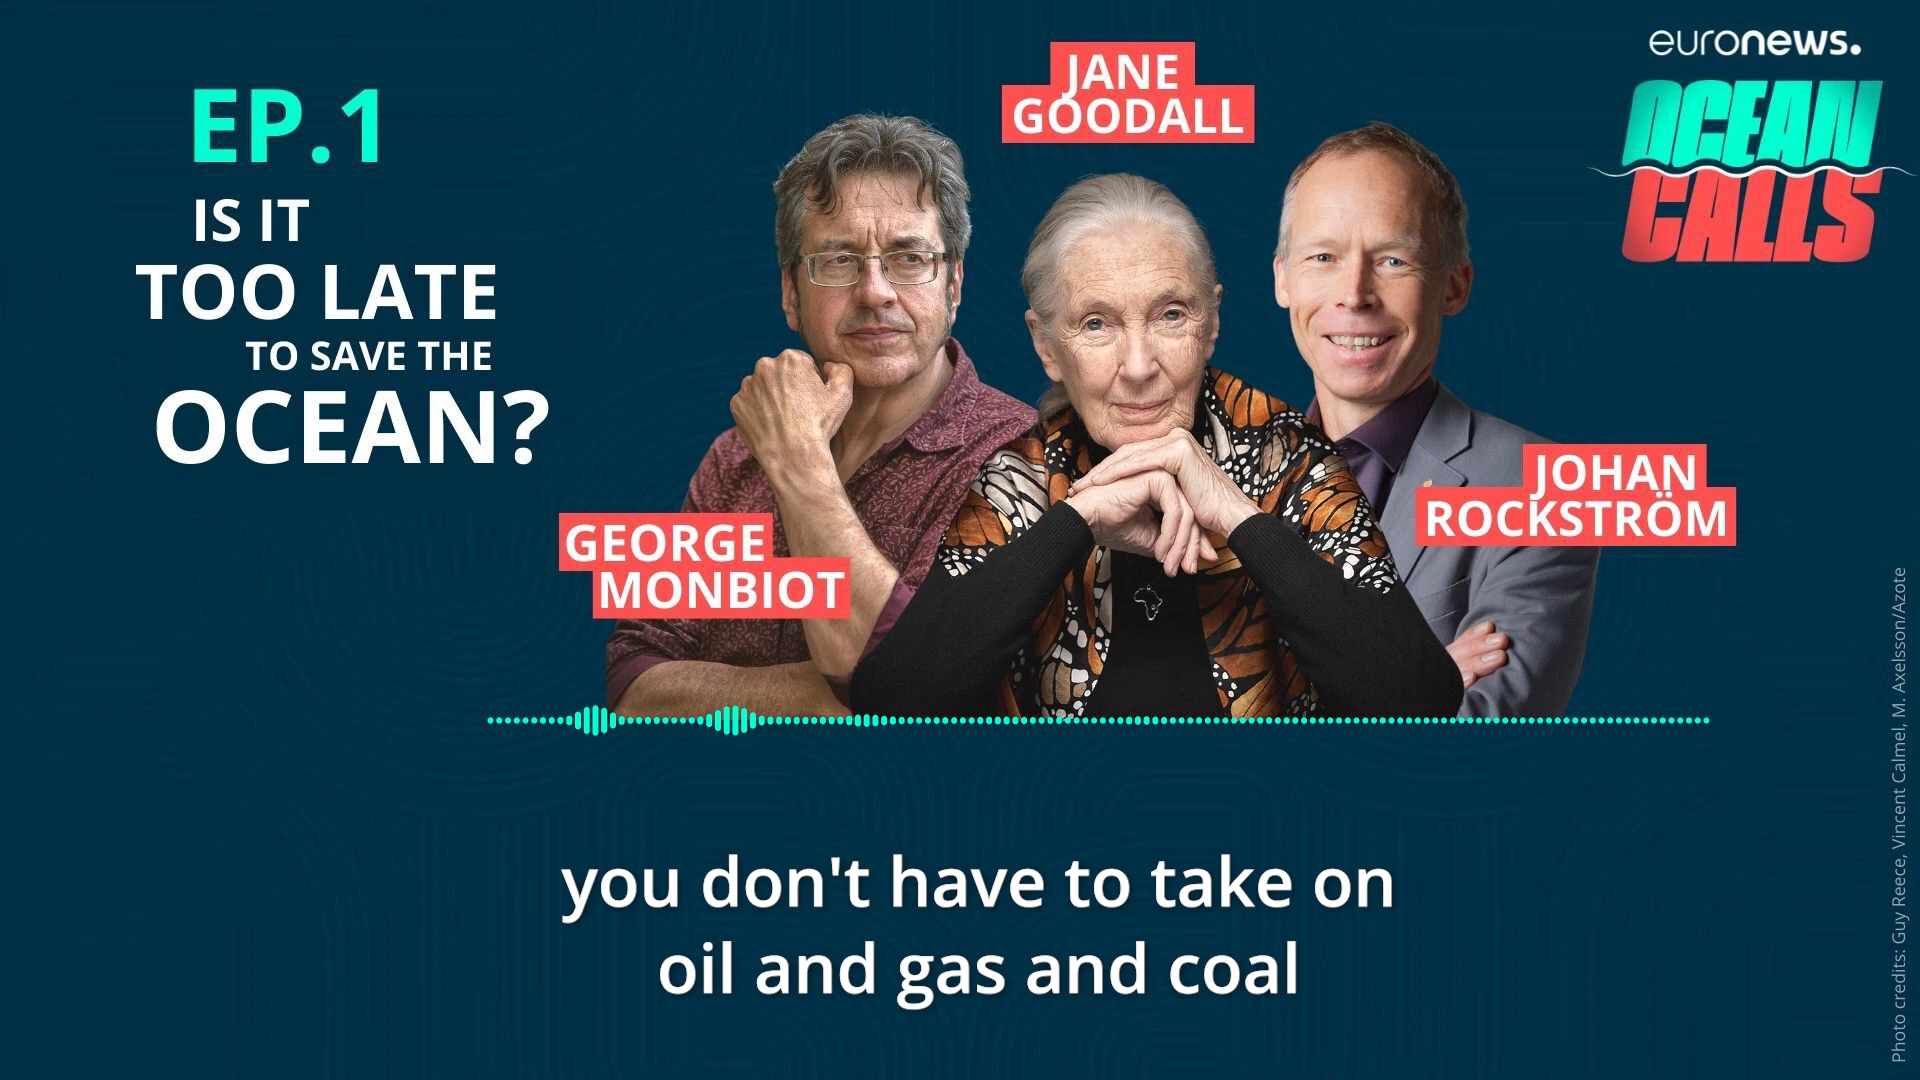 EP.1
IS IT
TOO LATE
TO SAVE THE
OCEAN?
JANE
GOODALL
GEORGE
MONBIOT
JOHAN
ROCKSTRÖM
euronews.
OCEAN
CALLS
you don't have to take on
oil and gas and coal
Photo credits: Guy Reece, Vincent Calmel, M. Axelsson/Azote